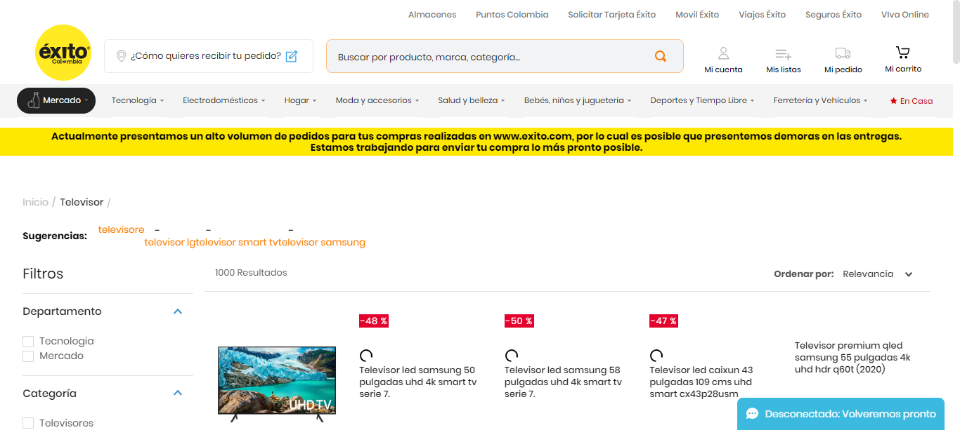 Almacenes Puntos Colombia Solicitar Tarjeta Éxito Movil Éxito Viajes Éxito Seguros Éxito VIva Online
éxito
Colombia
¿Cómo quieres recibir tu pedido?
Buscar por producto, marca, categoría...
Mi cuenta Mis listas Mi pedido Mi carrito
Mercado Tecnología Electrodomésticos Hogar Moda y accesorios Salud y belleza Bebés, niños y juguetería Deportes y Tiempo Libre Ferretería y Vehículos En Casa
Actualmente presentamos un alto volumen de pedidos para tus compras realizadas en www.exito.com, por lo cual es posible que presentemos demoras en las entregas.
Estamos trabajando para enviar tu compra lo más pronto posible.
Inicio / Televisor /
Sugerencias: televisore - - -
televisor lgtelevisor smart tvtelevisor samsung
Filtros
1000 Resultados
Ordenar por: Relevancia
Departamento
Tecnología
Mercado
Categoría
Televisores
UHD TV
-48 %
Televisor led samsung 50
pulgadas uhd 4k smart tv
serie 7.
-50 %
Televisor led samsung 58
pulgadas uhd 4k smart tv
serie 7.
-47 %
Televisor led caixun 43
pulgadas 109 cms uhd
smart cx43p28usm
Televisor premium qled
samsung 55 pulgadas 4k
uhd hdr q60t (2020)
Desconectado: Volveremos pronto